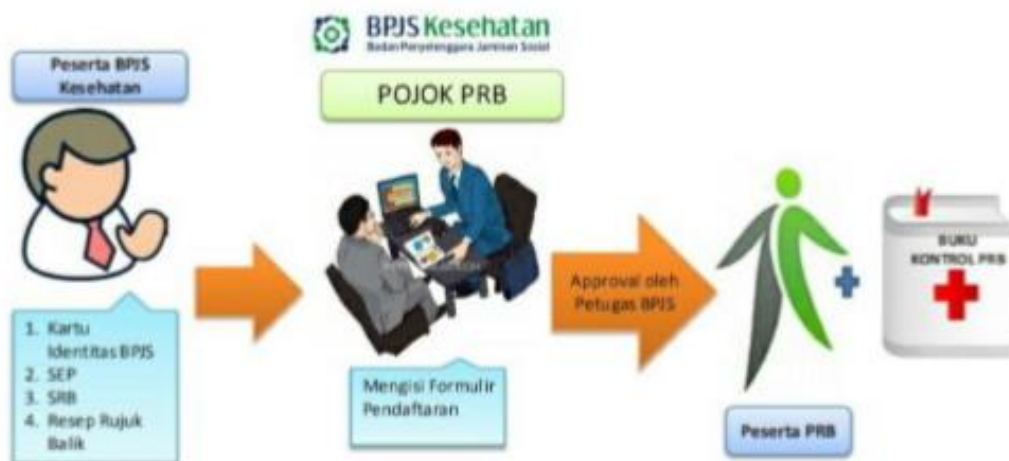 BPJS Kesehatan
Badan Penyelenggara Jaminan Sosial
Peserta BPJS
Kesehatan
POJOK PRB
1. Kartu
Identitas BPJS
2. SEP
3. SRB
4. Resep Rujuk
Balik
Mengisi Formulir
Pendaftaran
Approval oleh
Petugas BPJS
Peserta PRB
BUKU
KONTROL PRB